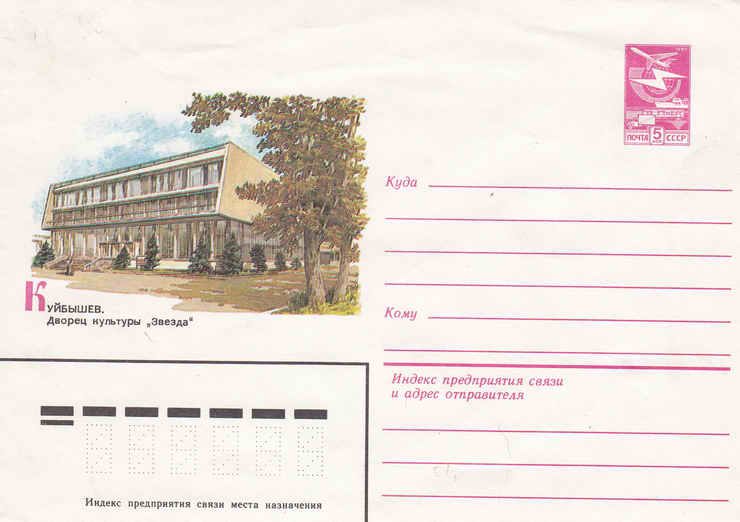 ПОЧТА 5 СССР
Куда
КУЙБЫШЕВ.
Дворец культуры „Звезда"
Кому
Индекс предприятия связи
и адрес отправителя
Индекс предприятия связи места назначения